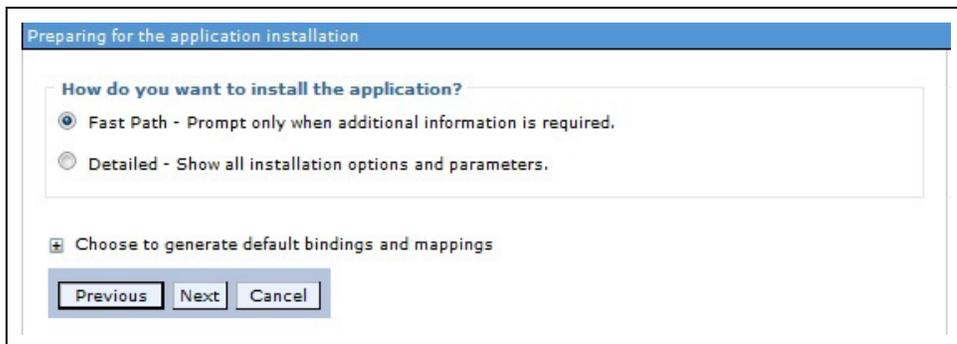 Preparing for the application installation
How do you want to install the application?
Fast Path - Prompt only when additional information is required.
Detailed - Show all installation options and parameters.
Choose to generate default bindings and mappings
Previous Next Cancel